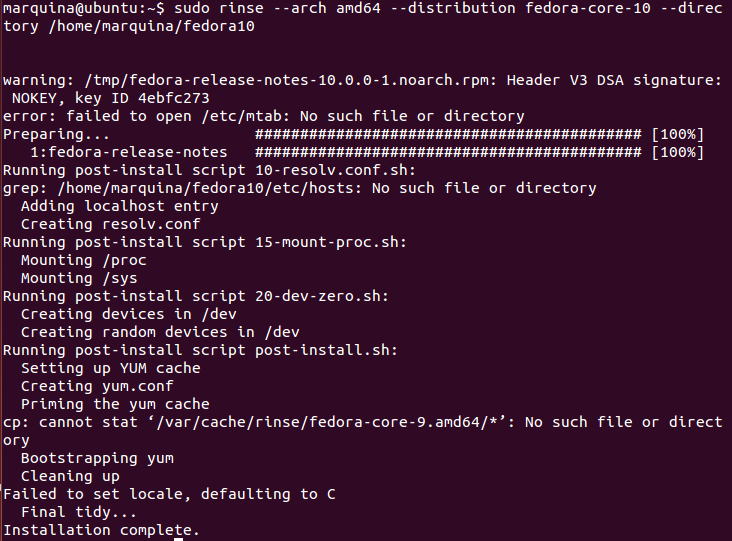 marquina@ubuntu:~$ sudo rinse --arch amd64 --distribution fedora-core-10 --direc
tory /home/marquina/fedora10
warning: /tmp/fedora-release-notes-10.0.0-1.noarch.rpm: Header V3 DSA signature:
 NOKEY, key ID 4ebfc273
error: failed to open /etc/mtab: No such file or directory
Preparing...                ########################################### [100%]
   1:fedora-release-notes   ########################################### [100%]
Running post-install script 10-resolv.conf.sh:
grep: /home/marquina/fedora10/etc/hosts: No such file or directory
  Adding localhost entry
  Creating resolv.conf
Running post-install script 15-mount-proc.sh:
  Mounting /proc
  Mounting /sys
Running post-install script 20-dev-zero.sh:
  Creating devices in /dev
  Creating random devices in /dev
Running post-install script post-install.sh:
  Setting up YUM cache
  Creating yum.conf
  Priming the yum cache
cp: cannot stat ‘/var/cache/rinse/fedora-core-9.amd64/*’: No such file or direct
ory
  Bootstrapping yum
  Cleaning up
Failed to set locale, defaulting to C
  Final tidy...
Installation complete.